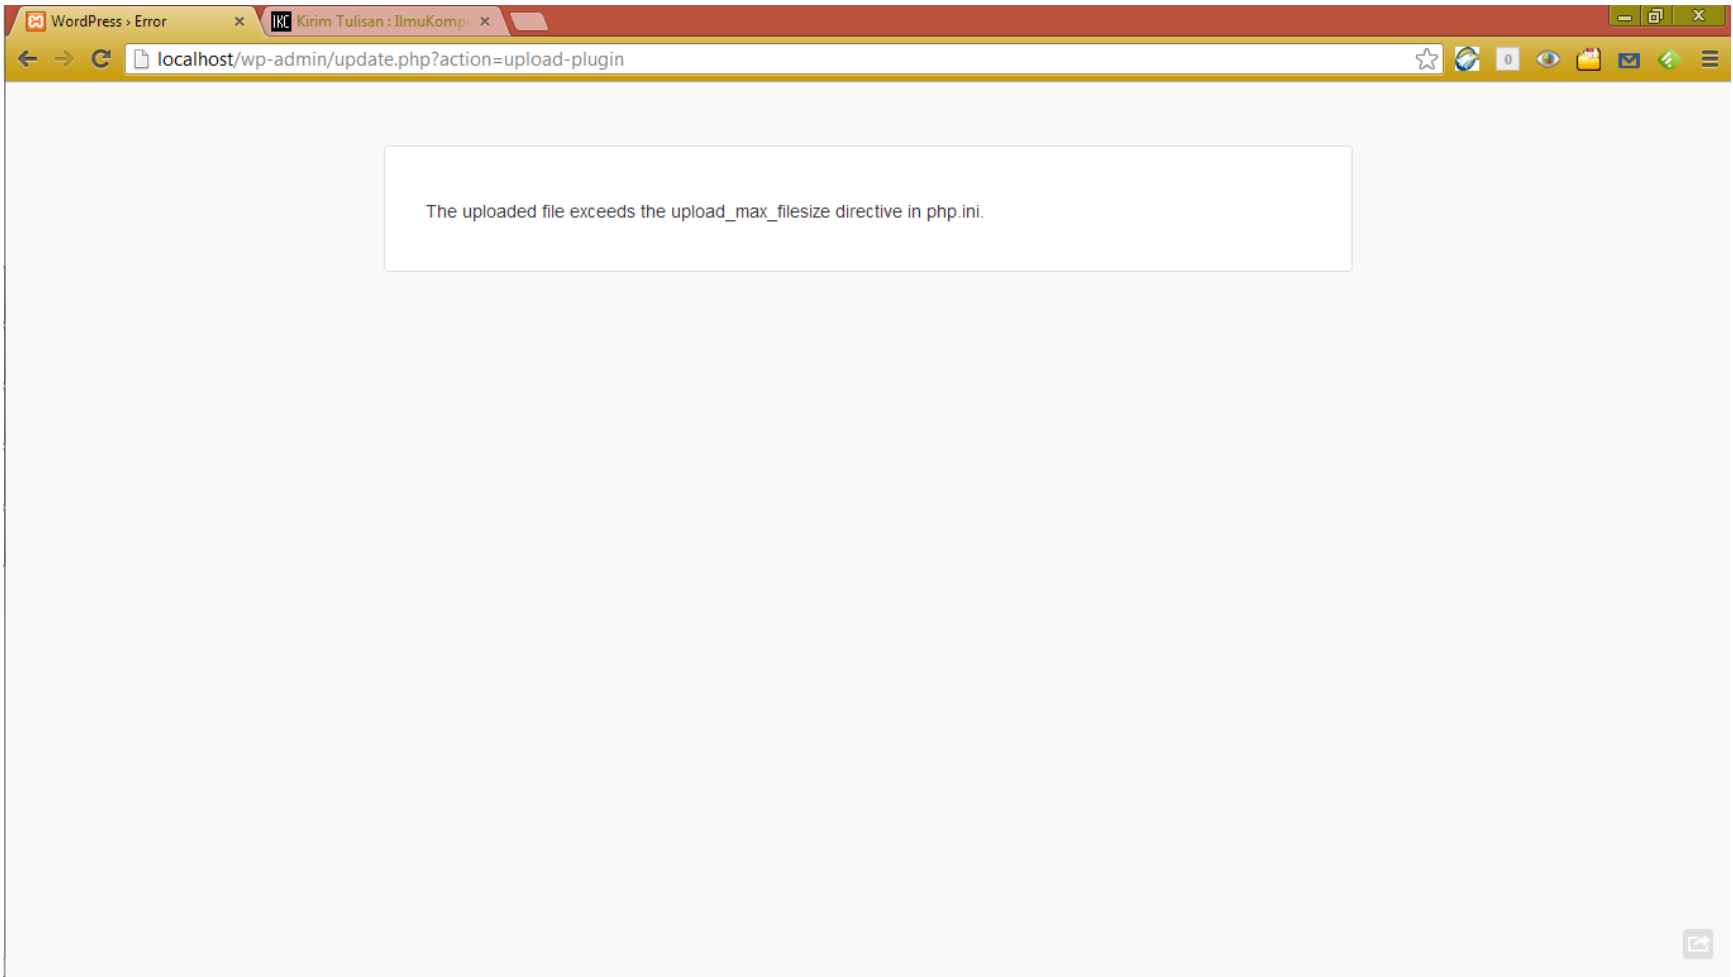 WordPress › Error
IKC Kirim Tulisan : IlmuKomp
localhost/wp-admin/update.php?action=upload-plugin
0
The uploaded file exceeds the upload_max_filesize directive in php.ini.